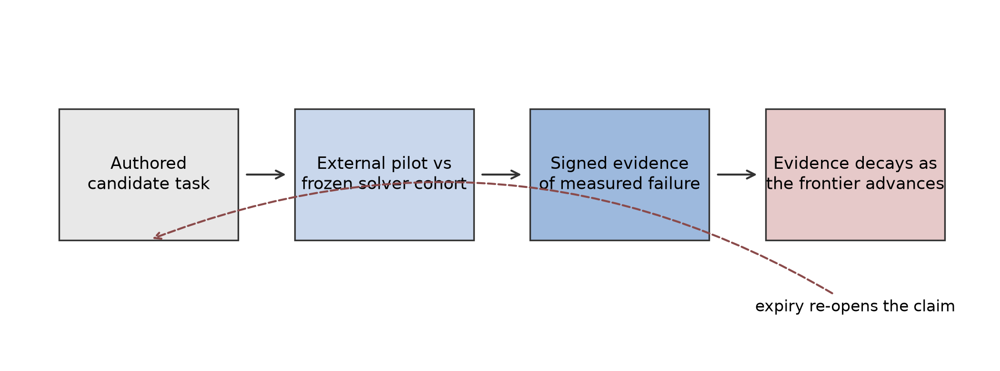 Authored
candidate task
External pilot vs
frozen solver cohort
Signed evidence
of measured failure
Evidence decays as
the frontier advances
expiry re-opens the claim